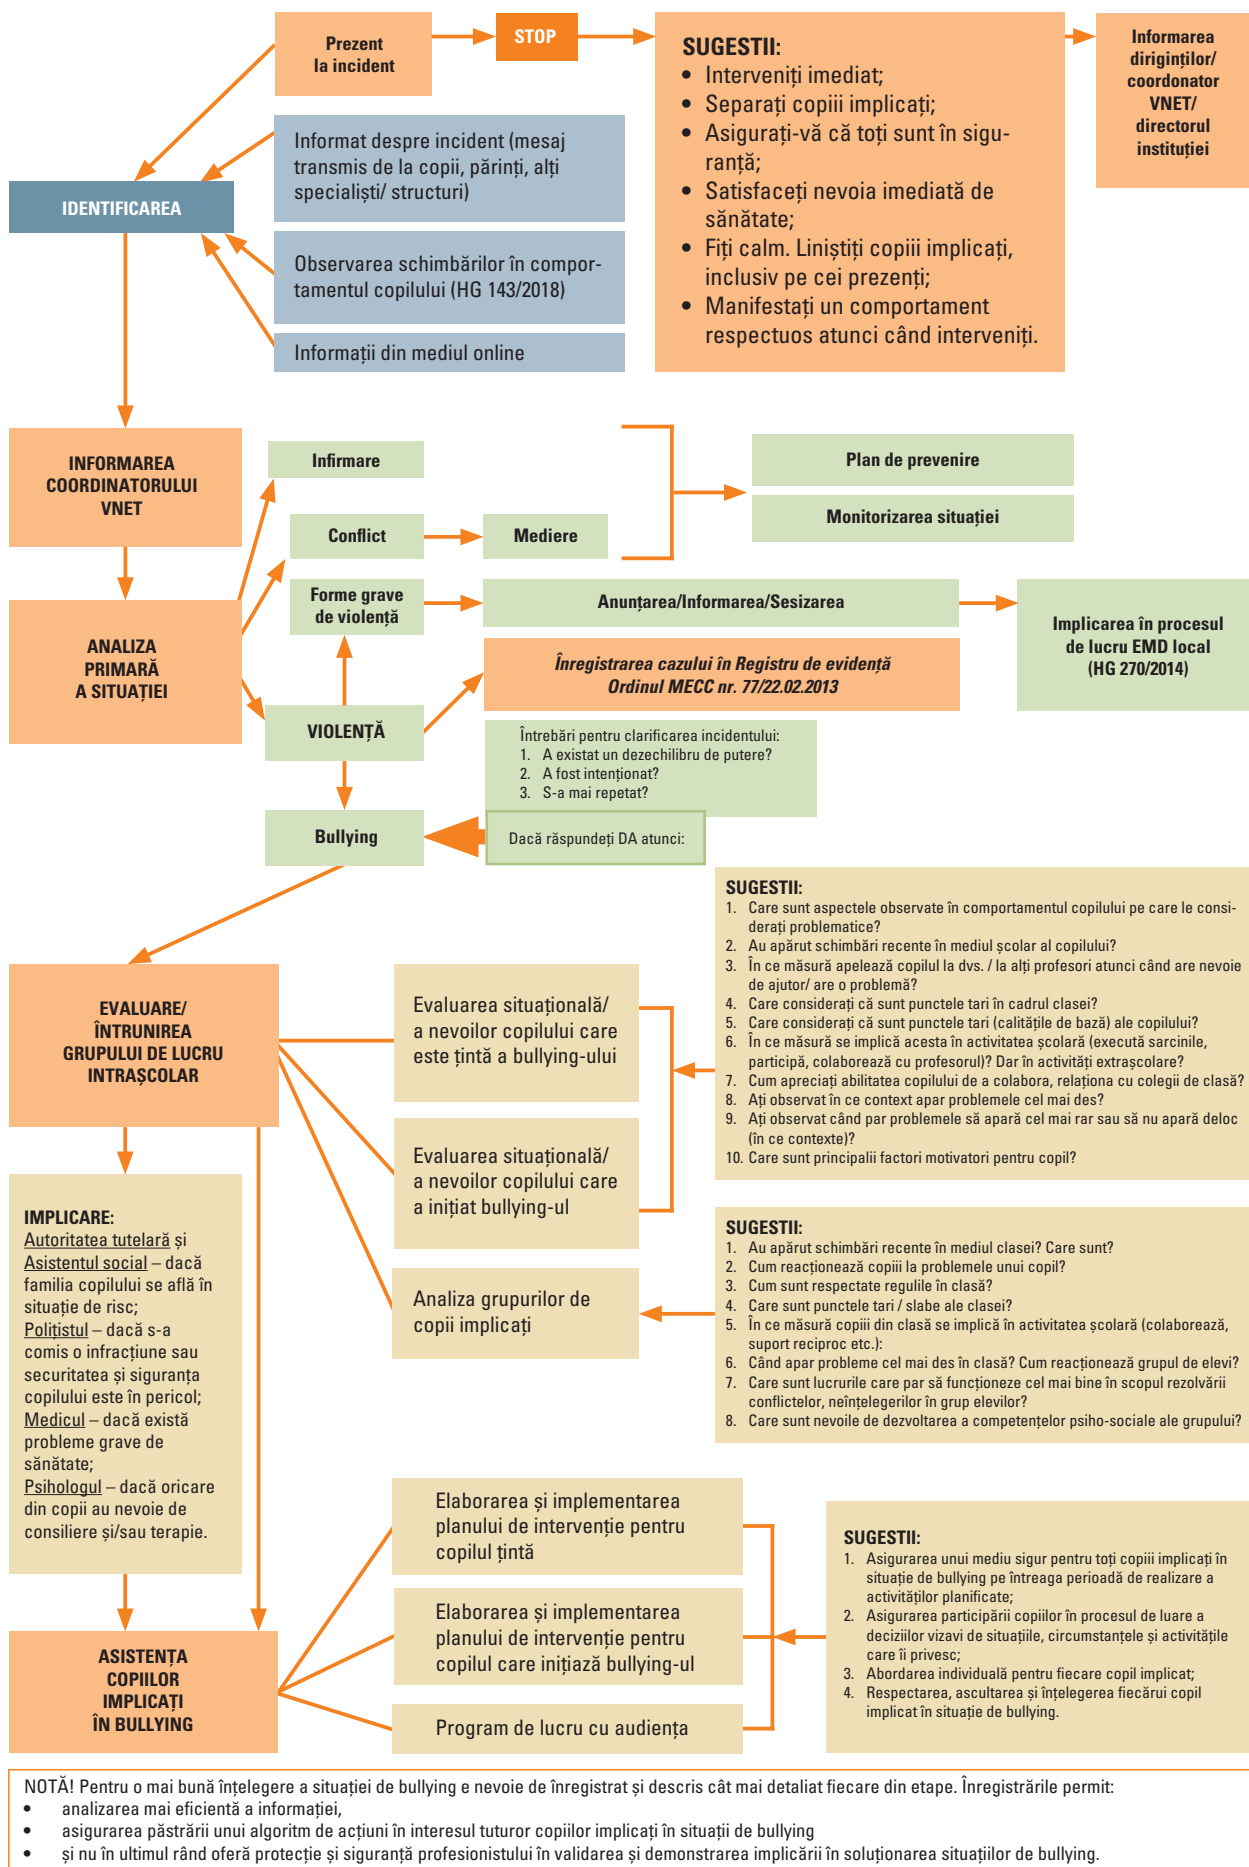 Prezent
la incident
STOP
SUGESTII:
• Interveniți imediat;
• Separați copiii implicați;
• Asigurați-vă că toți sunt în sigu-
ranță;
• Satisfaceți nevoia imediată de
sănătate;
• Fiți calm. Liniștiți copiii implicați,
inclusiv pe cei prezenți;
• Manifestați un comportament
respectuos atunci când interveniți.
Informarea
diriginților/
coordonator
VNET/
directorul
instituției
Informat despre incident (mesaj
transmis de la copii, părinți, alți
specialiști/ structuri)
IDENTIFICAREA
Observarea schimbărilor în compor-
tamentul copilului (HG 143/2018)
Informații din mediul online
INFORMAREA
COORDINATORULUI
VNET
Infirmare
Conflict
Mediere
Plan de prevenire
Monitorizarea situației
ANALIZA
PRIMARĂ
A SITUAȚIEI
Forme grave
de violență
Anunțarea/Informarea/Sesizarea
Implicarea în procesul
de lucru EMD local
(HG 270/2014)
Înregistrarea cazului în Registru de evidență
Ordinul MECC nr. 77/22.02.2013
VIOLENȚĂ
Întrebări pentru clarificarea incidentului:
1. A existat un dezechilibru de putere?
2. A fost intenționat?
3. S-a mai repetat?
Bullying
Dacă răspundeți DA atunci:
EVALUARE/
ÎNTRUNIREA
GRUPULUI DE LUCRU
INTRAȘCOLAR
Evaluarea situațională/
a nevoilor copilului care
este țintă a bullying-ului
Evaluarea situațională/
a nevoilor copilului care
a inițiat bullying-ul
Analiza grupurilor de
copii implicați
SUGESTII:
1. Care sunt aspectele observate în comportamentul copilului pe care le consi-
derați problematice?
2. Au apărut schimbări recente în mediul școlar al copilului?
3. În ce măsură apelează copilul la dvs. / la alți profesori atunci când are nevoie
de ajutor/ are o problemă?
4. Care considerați că sunt punctele tari în cadrul clasei?
5. Care considerați că sunt punctele tari (calitățile de bază) ale copilului?
6. În ce măsură se implică acesta în activitatea școlară (execută sarcinile,
participă, colaborează cu profesorul)? Dar în activități extrașcolare?
7. Cum apreciați abilitatea copilului de a colabora, relaționa cu colegii de clasă?
8. Ați observat în ce context apar problemele cel mai des?
9. Ați observat când par problemele să apară cel mai rar sau să nu apară deloc
(în ce contexte)?
10. Care sunt principalii factori motivatori pentru copil?
SUGESTII:
1. Au apărut schimbări recente în mediul clasei? Care sunt?
2. Cum reacționează copiii la problemele unui copil?
3. Cum sunt respectate regulile în clasă?
4. Care sunt punctele tari / slabe ale clasei?
5. În ce măsură copiii din clasă se implică în activitatea școlară (colaborează,
suport reciproc etc.):
6. Când apar probleme cel mai des în clasă? Cum reacționează grupul de elevi?
7. Care sunt lucrurile care par să funcționeze cel mai bine în scopul rezolvării
conflictelor, neînțelegerilor în grup elevilor?
8. Care sunt nevoile de dezvoltarea a competențelor psiho-sociale ale grupului?
IMPLICARE:
Autoritatea tutelară și
Asistentul social – dacă
familia copilului se află în
situație de risc;
Polițistul – dacă s-a
comis o infracțiune sau
securitatea și siguranța
copilului este în pericol;
Medicul – dacă există
probleme grave de
sănătate;
Psihologul – dacă oricare
din copii au nevoie de
consiliere și/sau terapie.
ASISTENȚA
COPIILOR
IMPLICAȚI
ÎN BULLYING
Elaborarea și implementarea
planului de intervenție pentru
copilul țintă
Elaborarea și implementarea
planului de intervenție pentru
copilul care inițiază bullying-ul
Program de lucru cu audiența
SUGESTII:
1. Asigurarea unui mediu sigur pentru toți copiii implicați în
situație de bullying pe întreaga perioadă de realizare a
activităților planificate;
2. Asigurarea participării copiilor în procesul de luare a
deciziilor vizavi de situațiile, circumstanțele și activitățile
care îi privesc;
3. Abordarea individuală pentru fiecare copil implicat;
4. Respectarea, ascultarea și înțelegerea fiecărui copil
implicat în situație de bullying.
NOTĂ! Pentru o mai bună înțelegere a situației de bullying e nevoie de înregistrat și descris cât mai detaliat fiecare din etape. Înregistrările permit:
• analizarea mai eficientă a informației,
• asigurarea păstrării unui algoritm de acțiuni în interesul tuturor copiilor implicați în situații de bullying
• și nu în ultimul rând oferă protecție și siguranță profesionistului în validarea și demonstrarea implicării în soluționarea situațiilor de bullying.